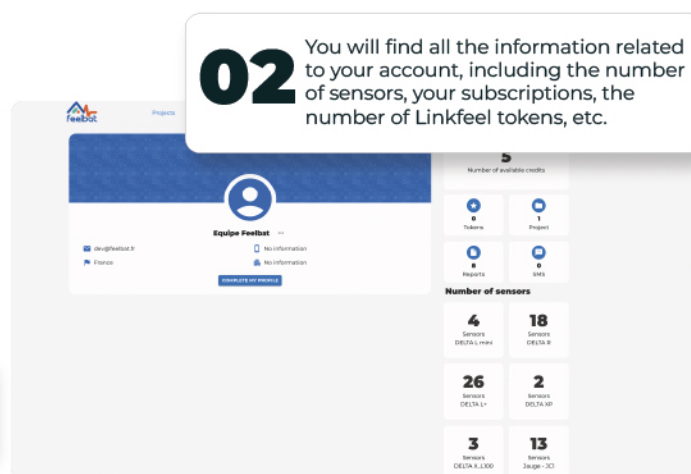 02
You will find all the information related
to your account, including the number
of sensors, your subscriptions, the
number of Linkfeel tokens, etc.
feelbat
Projects
5
Number of available credits
Equipe Feelbat ...
dev@feelbat.fr
No information
France
No information
COMPLETE MY PROFILE
0
Tokens
1
Project
8
Reports
0
SMS
Number of sensors
4
Sensors
DELTA L mini
18
Sensors
DELTA R
26
Sensors
DELTA L+
2
Sensors
DELTA XP
3
Sensors
13
Sensors
Jauge - JC1